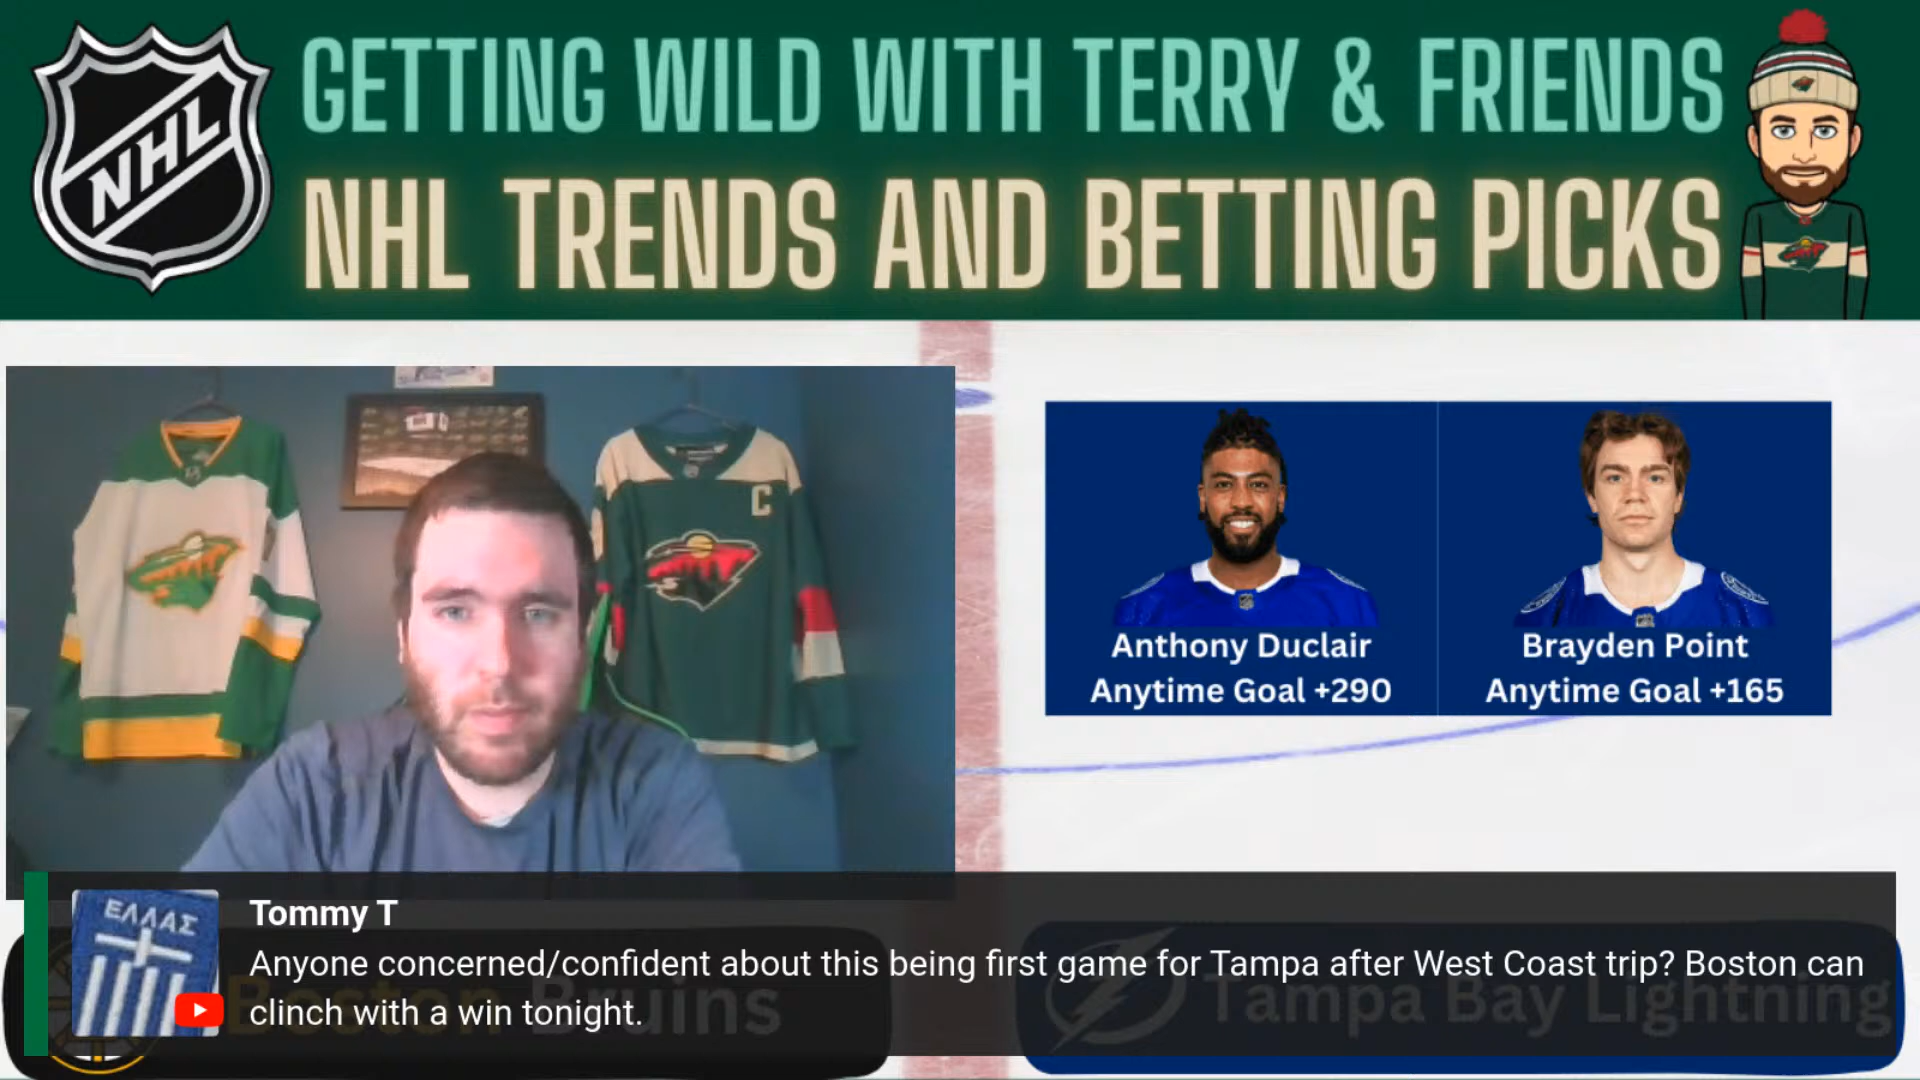 NHL
GETTING WILD WITH TERRY & FRIENDS
NHL TRENDS AND BETTING PICKS
C
Anthony Duclair
Anytime Goal +290
Brayden Point
Anytime Goal +165
ΕΛΛΑΣ
Tommy T
Anyone concerned/confident about this being first game for Tampa after West Coast trip? Boston can
clinch with a win tonight.
Boston Bruins
Tampa Bay Lightning